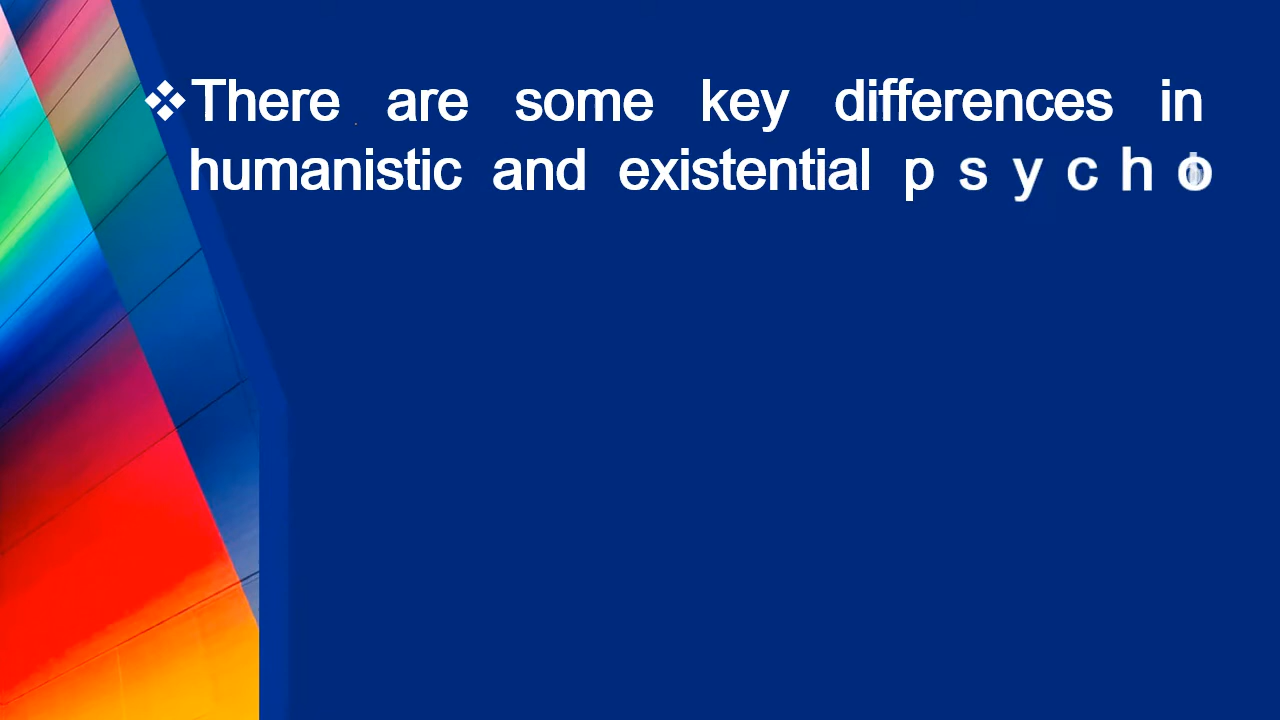 ❖There are some key differences in
humanistic and existential p s y c h o